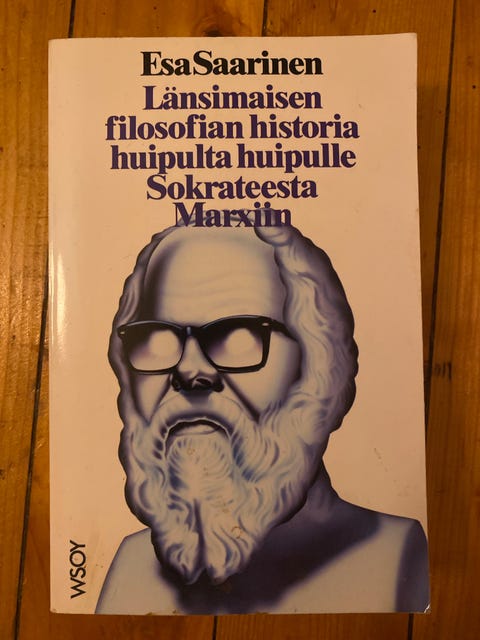 Esa Saarinen
Länsimaisen
filosofian historia
huipulta huipulle
Sokrateesta
Marxiin
WSOY